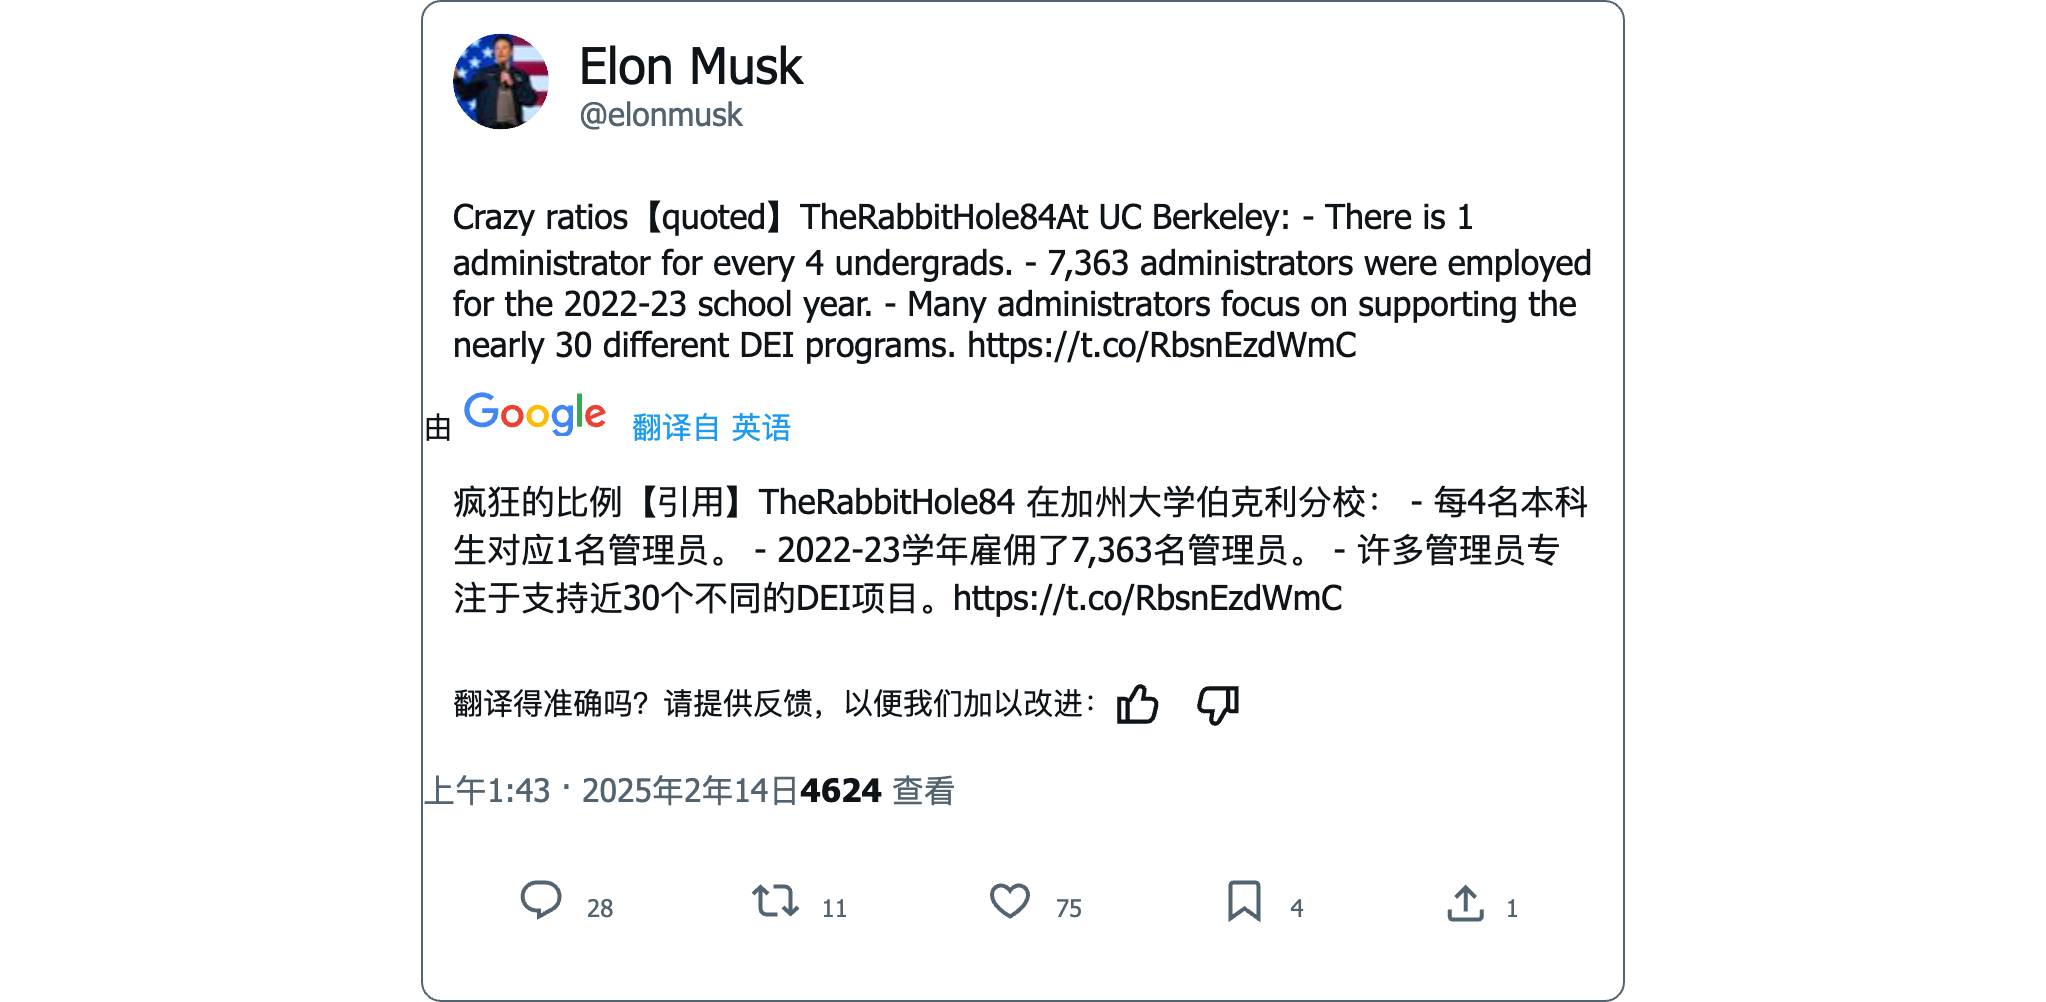 Elon Musk
@elonmusk
Crazy ratios【quoted】TheRabbitHole84At UC Berkeley: - There is 1
administrator for every 4 undergrads. - 7,363 administrators were employed
for the 2022-23 school year. - Many administrators focus on supporting the
nearly 30 different DEI programs. https://t.co/RbsnEzdWmC
由 Google 翻译自 英语
疯狂的比例【引用】TheRabbitHole84 在加州大学伯克利分校： - 每4名本科
生对应1名管理员。 - 2022-23学年雇佣了7,363名管理员。 - 许多管理员专
注于支持近30个不同的DEI项目。https://t.co/RbsnEzdWmC
翻译得准确吗？请提供反馈，以便我们加以改进：
上午1:43 · 2025年2年14日4624 查看
28 11 75 4 1